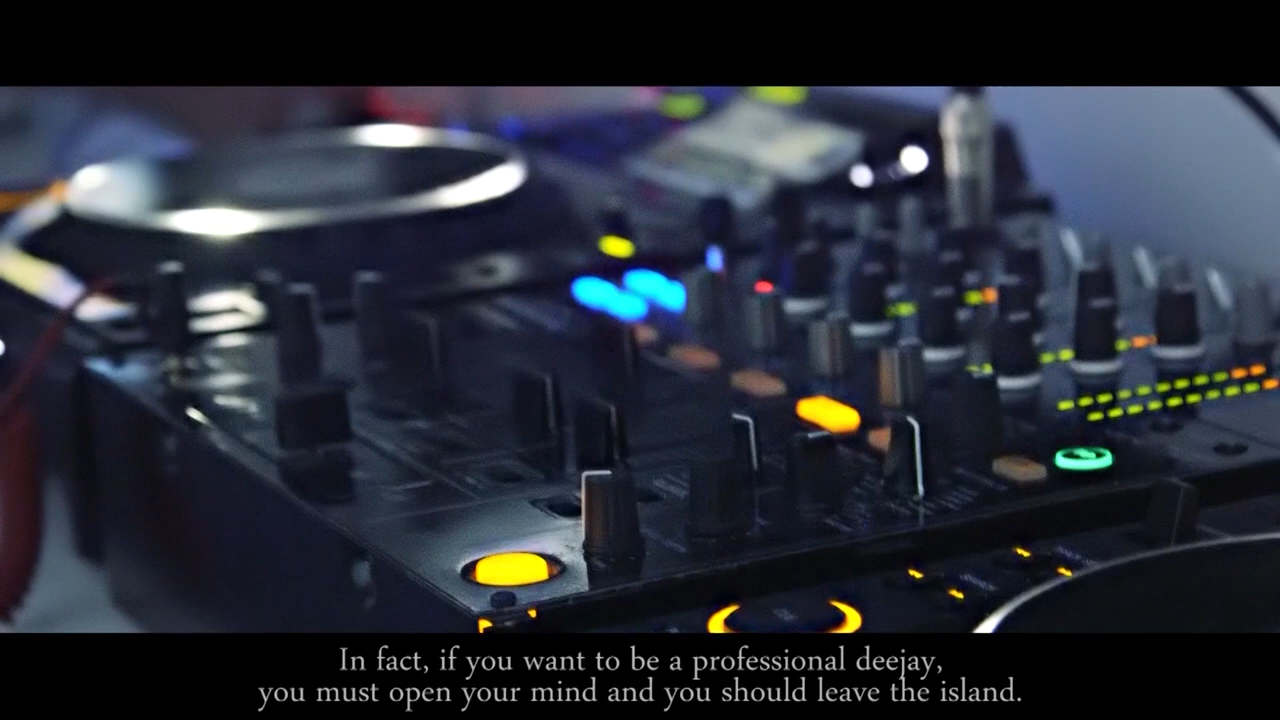 In fact, if you want to be a professional deejay,
you must open your mind and you should leave the island.